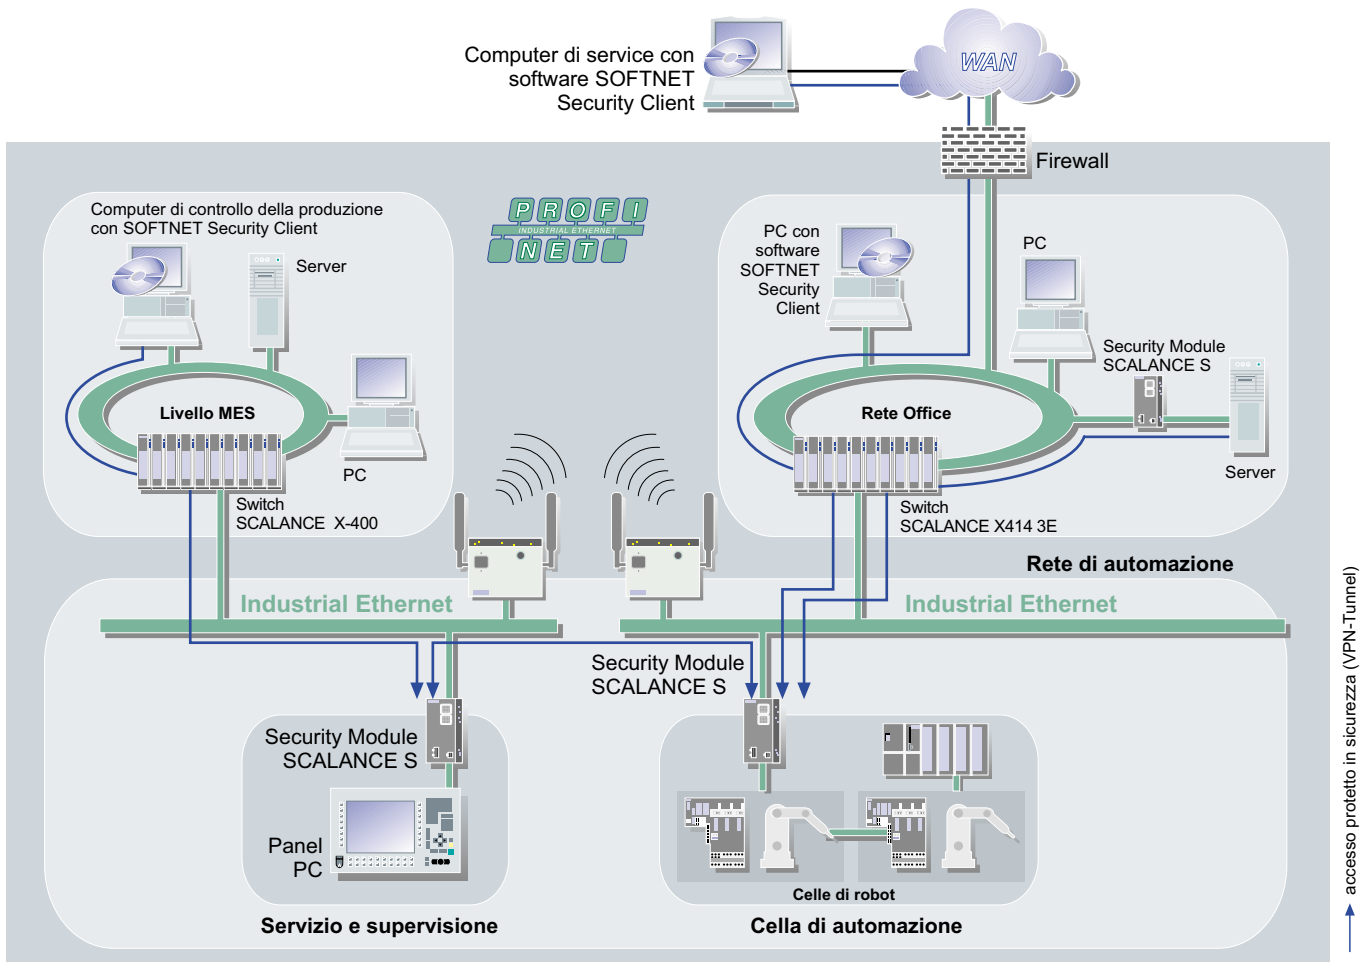 Computer di service con
software SOFTNET
Security Client
WAN
Firewall
Computer di controllo della produzione
con SOFTNET Security Client
Server
PROFI
INDUSTRIAL ETHERNET
NET
PC con
software
SOFTNET
Security
Client
PC
Security Module
SCALANCE S
Livello MES
Rete Office
PC
Server
Switch
SCALANCE X-400
Switch
SCALANCE X414 3E
Rete di automazione
Industrial Ethernet
Industrial Ethernet
Security Module
SCALANCE S
Security Module
SCALANCE S
Panel
PC
Celle di robot
Servizio e supervisione
Cella di automazione
accesso protetto in sicurezza (VPN-Tunnel)